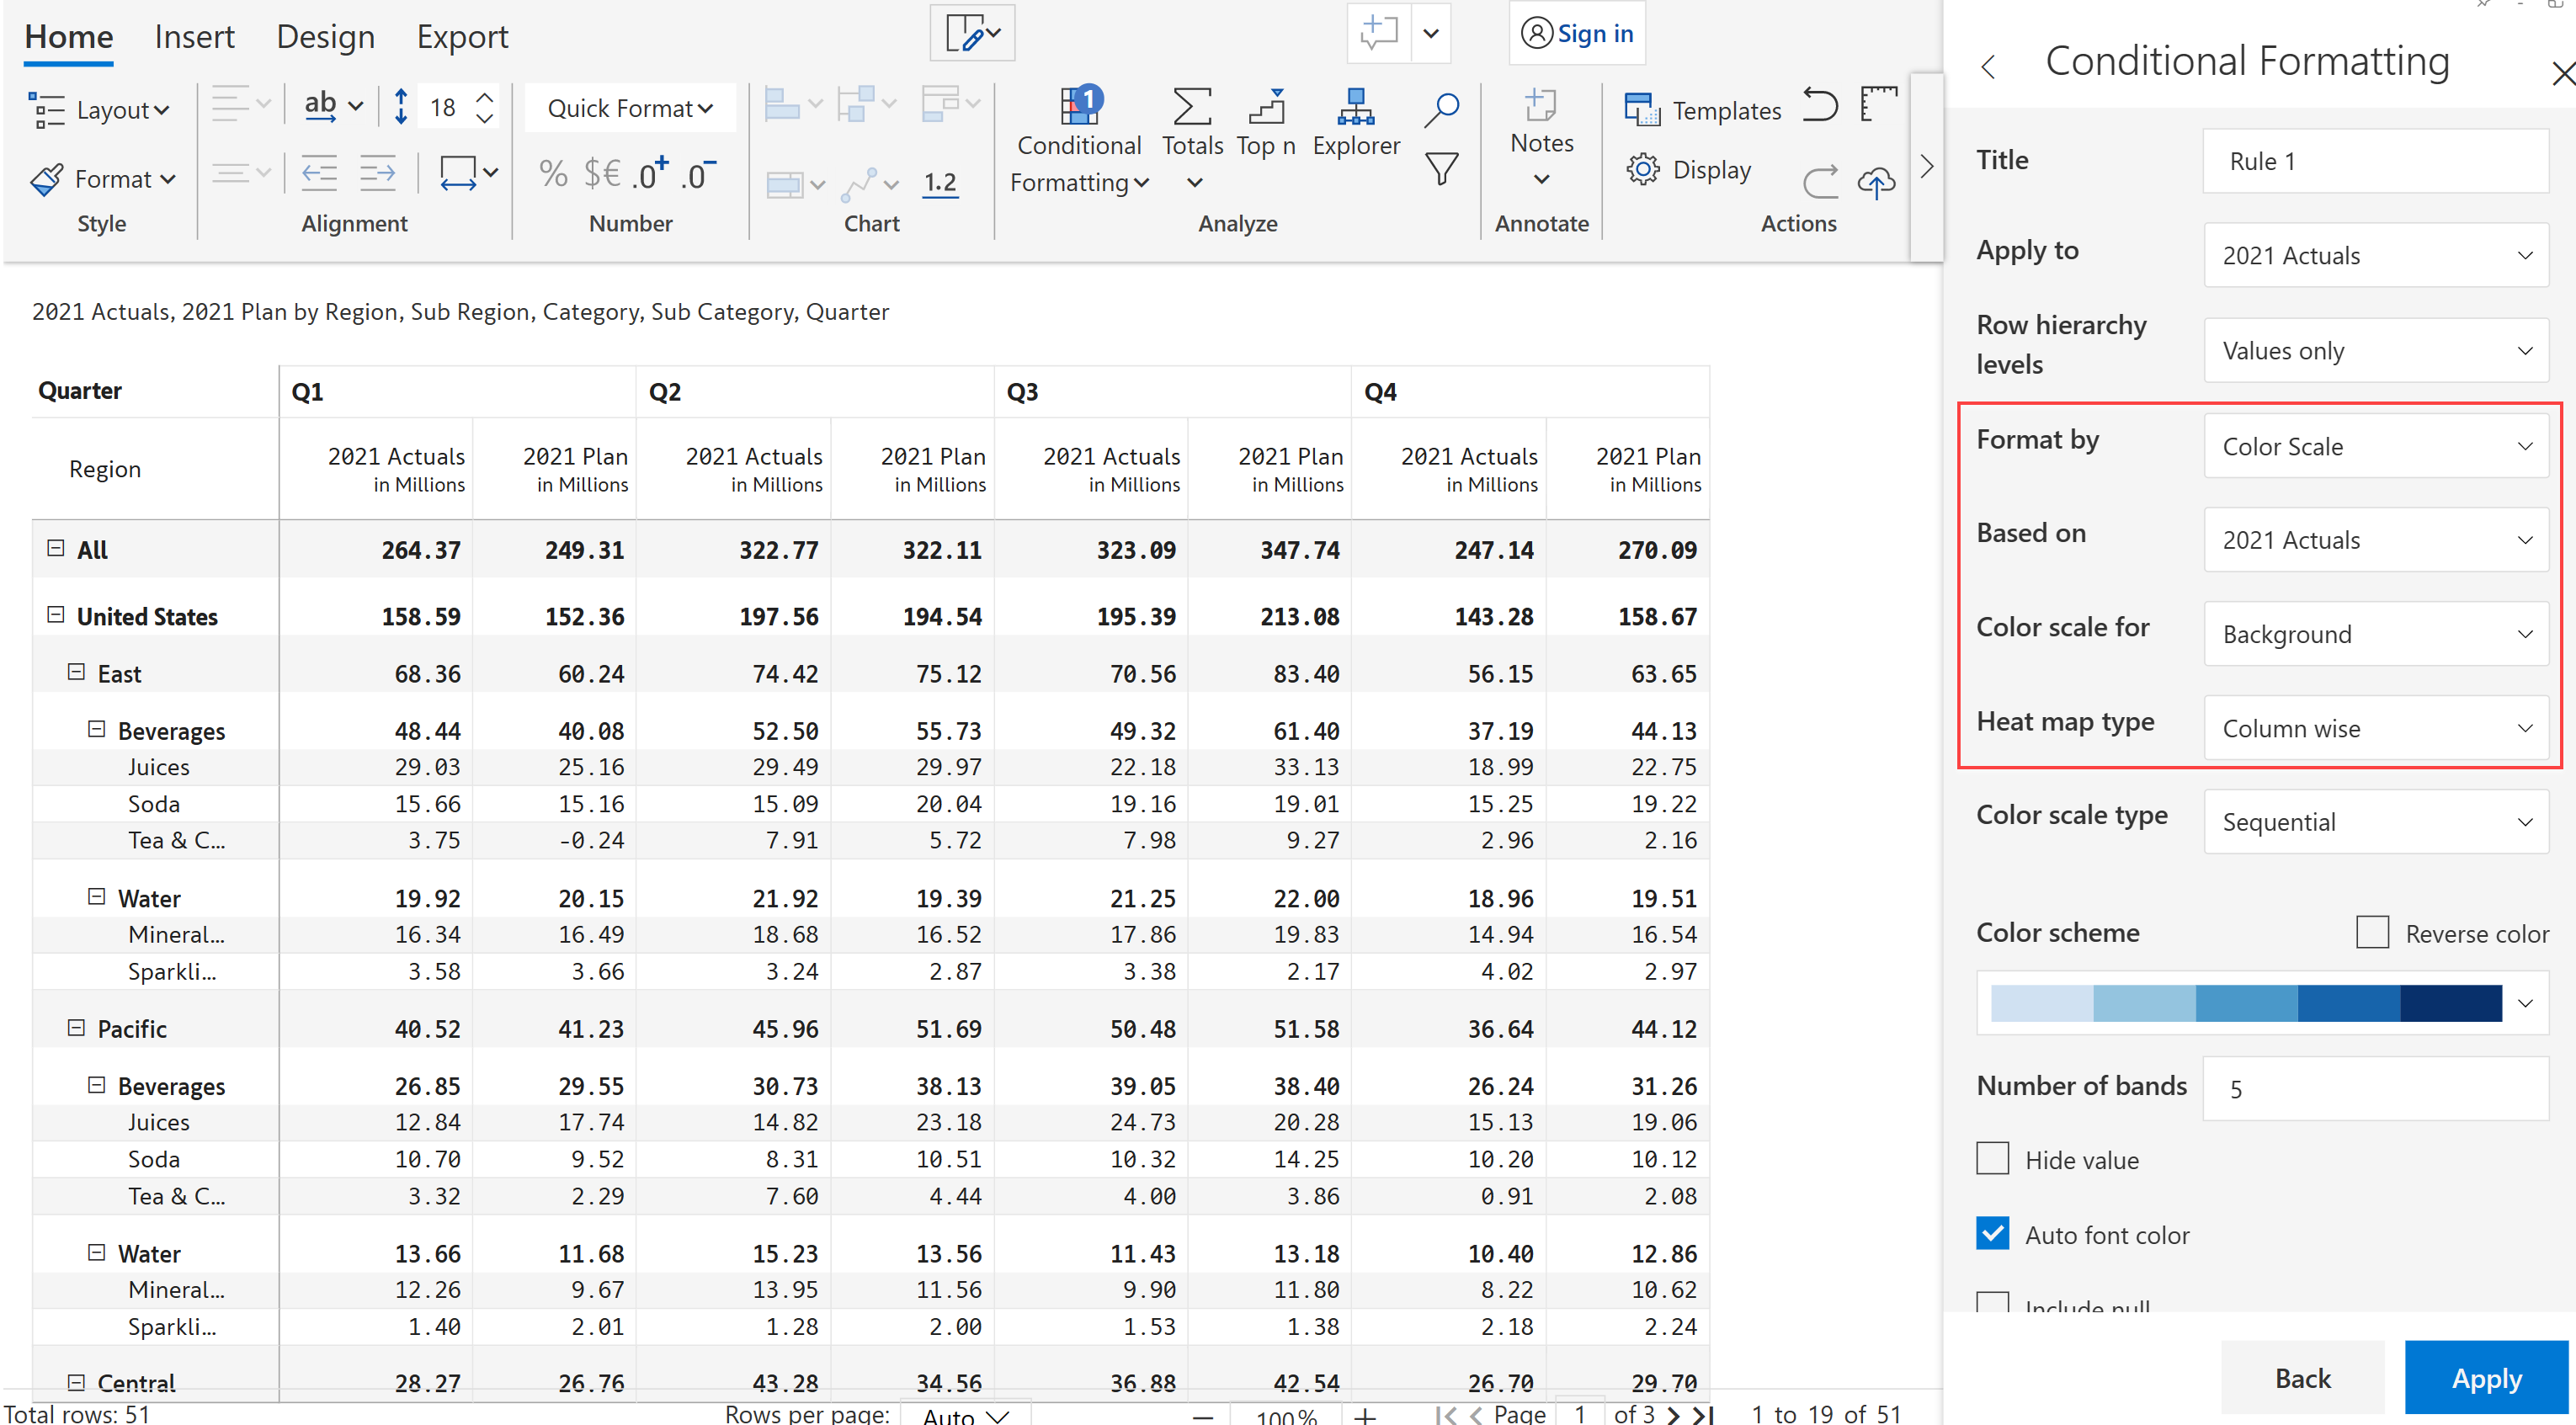 Home Insert Design Export Sign in
Layout ab 18 Quick Format 1 Templates
Conditional Formatting Totals Top n Explorer Notes
Format % $€ .0+ .0- 1.2 Display
Style Alignment Number Chart Analyze Annotate Actions
2021 Actuals, 2021 Plan by Region, Sub Region, Category, Sub Category, Quarter
Quarter Q1 Q2 Q3 Q4
Region 2021 Actuals 2021 Plan 2021 Actuals 2021 Plan 2021 Actuals 2021 Plan 2021 Actuals 2021 Plan
in Millions in Millions in Millions in Millions in Millions in Millions in Millions in Millions
All 264.37 249.31 322.77 322.11 323.09 347.74 247.14 270.09
United States 158.59 152.36 197.56 194.54 195.39 213.08 143.28 158.67
East 68.36 60.24 74.42 75.12 70.56 83.40 56.15 63.65
Beverages 48.44 40.08 52.50 55.73 49.32 61.40 37.19 44.13
Juices 29.03 25.16 29.49 29.97 22.18 33.13 18.99 22.75
Soda 15.66 15.16 15.09 20.04 19.16 19.01 15.25 19.22
Tea & C... 3.75 -0.24 7.91 5.72 7.98 9.27 2.96 2.16
Water 19.92 20.15 21.92 19.39 21.25 22.00 18.96 19.51
Mineral... 16.34 16.49 18.68 16.52 17.86 19.83 14.94 16.54
Sparkli... 3.58 3.66 3.24 2.87 3.38 2.17 4.02 2.97
Pacific 40.52 41.23 45.96 51.69 50.48 51.58 36.64 44.12
Beverages 26.85 29.55 30.73 38.13 39.05 38.40 26.24 31.26
Juices 12.84 17.74 14.82 23.18 24.73 20.28 15.13 19.06
Soda 10.70 9.52 8.31 10.51 10.32 14.25 10.20 10.12
Tea & C... 3.32 2.29 7.60 4.44 4.00 3.86 0.91 2.08
Water 13.66 11.68 15.23 13.56 11.43 13.18 10.40 12.86
Mineral... 12.26 9.67 13.95 11.56 9.90 11.80 8.22 10.62
Sparkli... 1.40 2.01 1.28 2.00 1.53 1.38 2.18 2.24
Central 28.27 26.76 43.28 34.56 36.88 42.54 26.70 29.70
Total rows: 51 Rows per page: Auto 100% Page 1 of 3 1 to 19 of 51
Conditional Formatting
Title Rule 1
Apply to 2021 Actuals
Row hierarchy levels Values only
Format by Color Scale
Based on 2021 Actuals
Color scale for Background
Heat map type Column wise
Color scale type Sequential
Color scheme Reverse color
Number of bands 5
Hide value
Auto font color
Include null
Back Apply